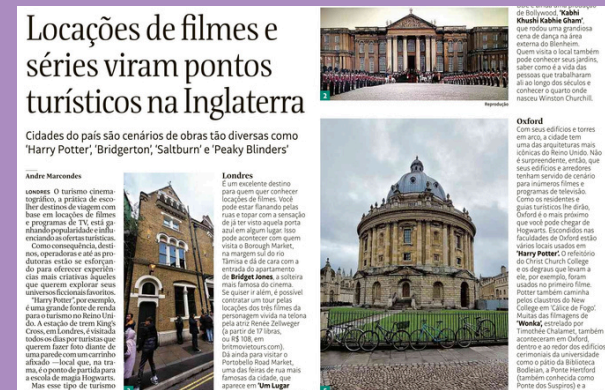 Locações de filmes e
séries viram pontos
turísticos na Inglaterra
Cidades do país são cenários de obras tão diversas como
'Harry Potter', 'Bridgerton', 'Saltburn' e 'Peaky Blinders'
Andre Marcondes
LONDRES O turismo cinema-
tográfico, a prática de esco-
lher destinos de viagem com
base em locações de filmes
e programas de TV, está ga-
nhando popularidade e influ-
enciando as ofertas turísticas.
Como consequência, desti-
nos, operadoras e até as pro-
dutoras estão se esforçan-
do para oferecer experiên-
cias mais criativas àqueles
que querem explorar seus
universos ficcionais favoritos.
"Harry Potter", por exemplo,
é uma grande fonte de renda
para o turismo no Reino Uni-
do. A estação de trem King's
Cross, em Londres, é visitada
todos os dias por turistas que
querem fazer foto diante de
uma parede com um carrinho
afixado —local que, na tra-
ma, é o ponto de partida para
a escola de magia Hogwarts.
Mas esse tipo de turismo
1
Londres
É um excelente destino
para quem quer conhecer
locações de filmes. Você
pode estar flanando pelas
ruas e topar com a sensação
de já ter visto aquela porta
azul em algum lugar. Isso
pode acontecer com quem
visita o Borough Market,
na margem sul do rio
Tâmisa e dá de cara com a
entrada do apartamento
de Bridget Jones, a solteira
mais famosa do cinema.
Se quiser ir além, é possível
contratar um tour pelas
locações dos três filmes da
personagem vivida na telona
pela atriz Renée Zellweger
(a partir de 17 libras,
ou R$ 108, em
britmovietours.com).
Dá ainda para visitar o
Portobello Road Market,
uma das feiras de rua mais
famosas da cidade, que
aparece em 'Um Lugar
2
Reprodução
3
de Bollywood, 'Kabhi
Khushi Kabhie Gham',
que rodou uma grandiosa
cena de dança na área
externa do Blenheim.
Quem visita o local também
pode conhecer seus jardins,
saber como é a vida das
pessoas que trabalharam
ali ao longo dos séculos e
conhecer o quarto onde
nasceu Winston Churchill.
Oxford
Com seus edifícios e torres
em arco, a cidade tem
uma das arquiteturas mais
icônicas do Reino Unido. Não
é surpreendente, então, que
seus edifícios e arredores
tenham servido de cenário
para inúmeros filmes e
programas de televisão.
Como os residentes e
guias turísticos lhe dirão,
Oxford é o mais próximo
que você pode chegar de
Hogwarts. Escondidos nas
faculdades de Oxford estão
vários locais usados em
'Harry Potter'. O refeitório
do Christ Church College
e os degraus que levam a
ele, por exemplo, foram
usados no primeiro filme.
Potter também caminha
pelos claustros do New
College em 'Cálice de Fogo'.
Muitas das filmagens de
'Wonka', estrelado por
Timothée Chalamet, também
aconteceram em Oxford,
dentro e ao redor dos edifícios
cerimoniais da universidade
como o pátio da Biblioteca
Bodleian, a Ponte Hertford
(também conhecida como
Ponte dos Suspiros) e a